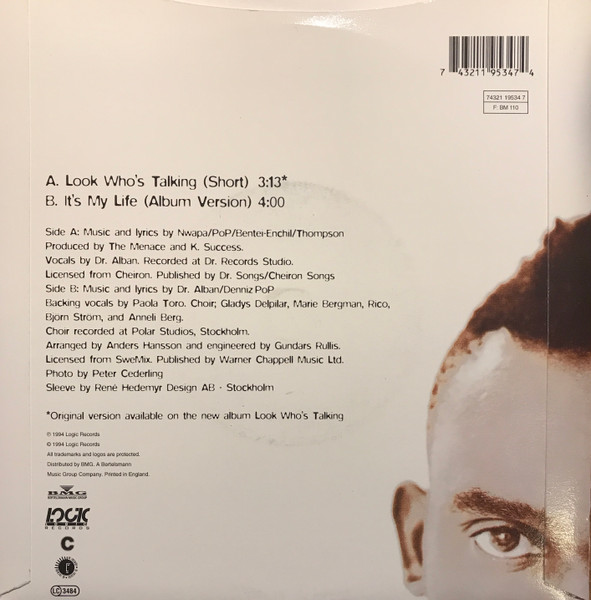 7 43211 95347 4
74321 19534 7
F: BM 110
A. Look Who's Talking (Short) 3:13*
B. It's My Life (Album Version) 4:00
Side A: Music and lyrics by Nwapa/PoP/Bentei-Enchil/Thompson
Produced by The Menace and K. Success.
Vocals by Dr. Alban. Recorded at Dr. Records Studio.
Licensed from Cheiron. Published by Dr. Songs/Cheiron Songs
Side B: Music and lyrics by Dr. Alban/Denniz PoP
Backing vocals by Paola Toro. Choir; Gladys Delpilar, Marie Bergman, Rico,
Bjorn Strom, and Anneli Berg.
Choir recorded at Polar Studios, Stockholm.
Arranged by Anders Hansson and engineered by Gundars Rullis.
Licensed from SweMix. Published by Warner Chappell Music Ltd.
Photo by Peter Cederling
Sleeve by René Hedemyr Design AB - Stockholm
*Original version available on the new album Look Who's Talking
℗ 1994 Logic Records
© 1994 Logic Records
All trademarks and logos are protected.
Distributed by BMG. A Bertelsmann
Music Group Company. Printed in England.
BMG
BERTELSMANN MUSIC GROUP
LOGIC
RECORDS
C
LC 3484